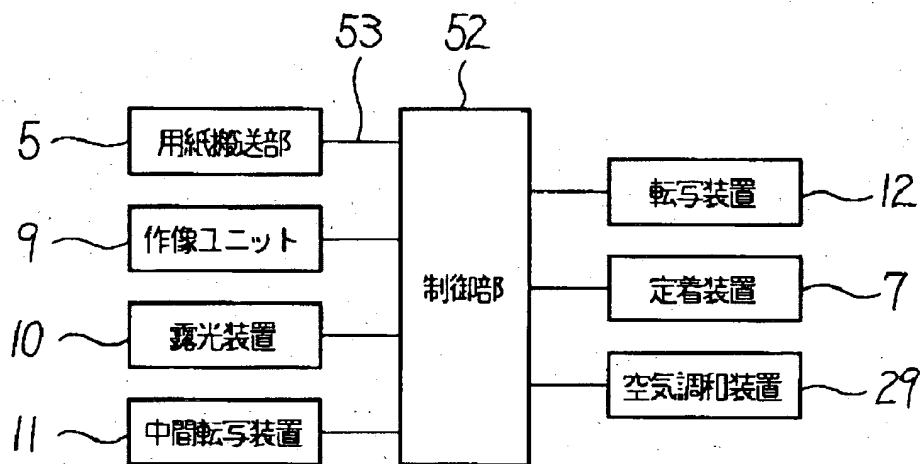 53
52
5
用紙搬送部
9
作像ユニット
10
露光装置
11
中間転写装置
制御部
転写装置
12
定着装置
7
空気調和装置
29